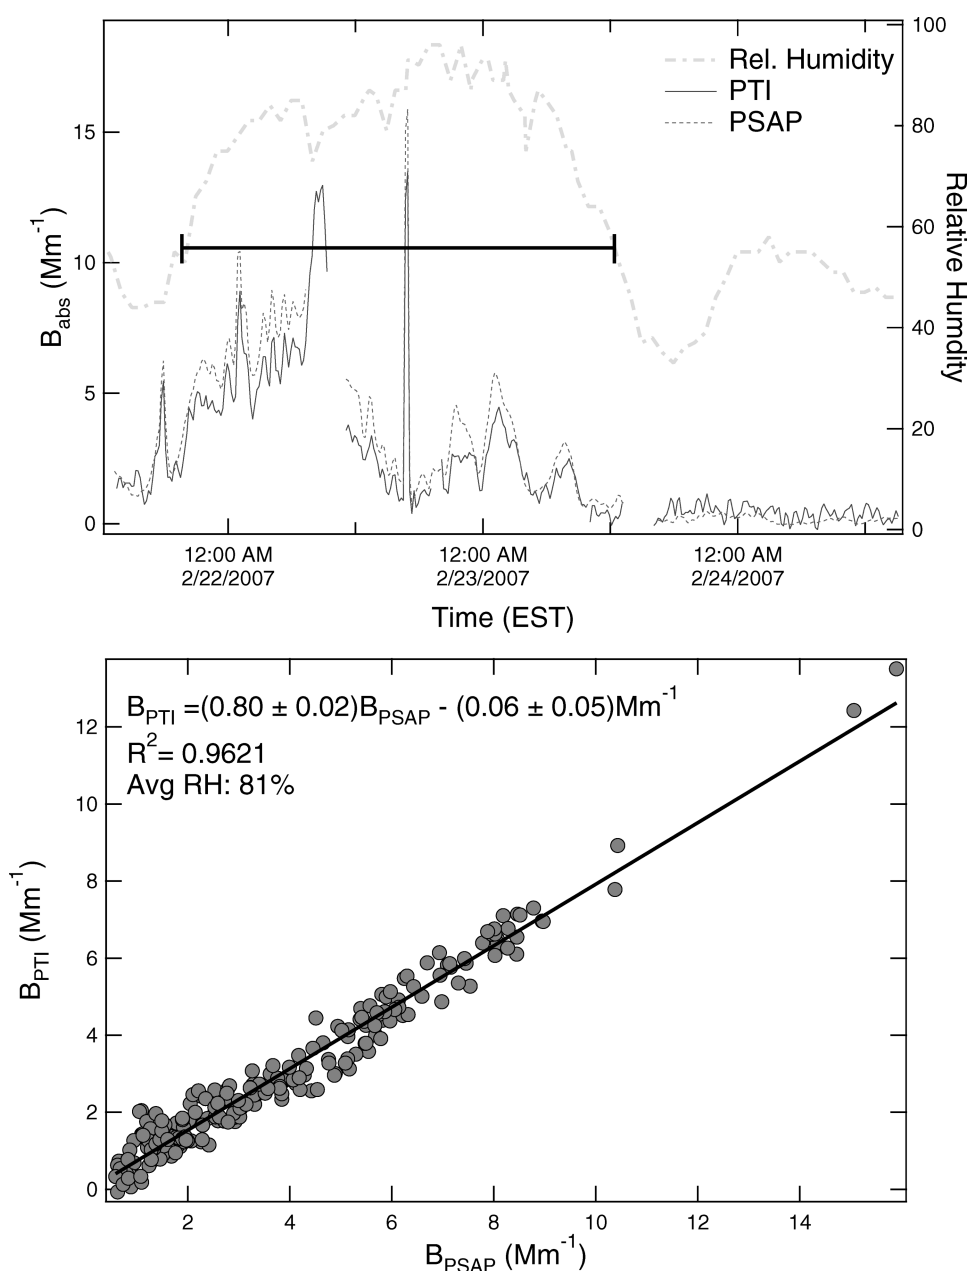 100
Rel. Humidity
PTI
PSAP
15
80
60
10
40
5
20
0
0
B_abs (Mm^-1)
Relative Humdity
12:00 AM
2/22/2007
12:00 AM
2/23/2007
12:00 AM
2/24/2007
Time (EST)
B_PTI =(0.80 ± 0.02)B_PSAP - (0.06 ± 0.05)Mm^-1
R^2= 0.9621
Avg RH: 81%
12
10
8
6
4
2
0
B_PTI (Mm^-1)
2 4 6 8 10 12 14
B_PSAP (Mm^-1)